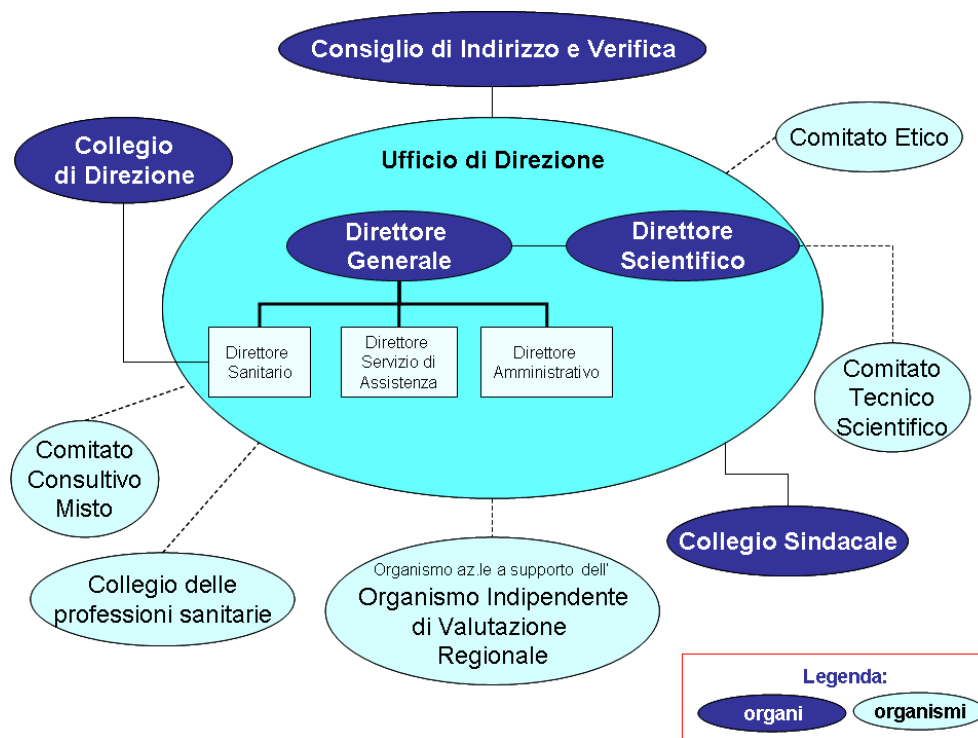 Consiglio di Indirizzo e Verifica
Collegio
di Direzione
Ufficio di Direzione
Comitato Etico
Direttore
Generale
Direttore
Scientifico
Direttore
Sanitario
Direttore
Servizio di
Assistenza
Direttore
Amministrativo
Comitato
Tecnico
Scientifico
Comitato
Consultivo
Misto
Collegio Sindacale
Collegio delle
professioni sanitarie
Organismo az.le a supporto dell'
Organismo Indipendente
di Valutazione
Regionale
Legenda:
organi
organismi